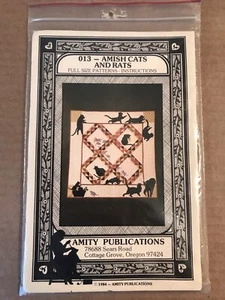 013 — AMISH CATS
AND RATS
FULL SIZE PATTERNS - INSTRUCTIONS
AMITY PUBLICATIONS
78688 Sears Road
Cottage Grove, Oregon 97424
© 1984 — AMITY PUBLICATIONS